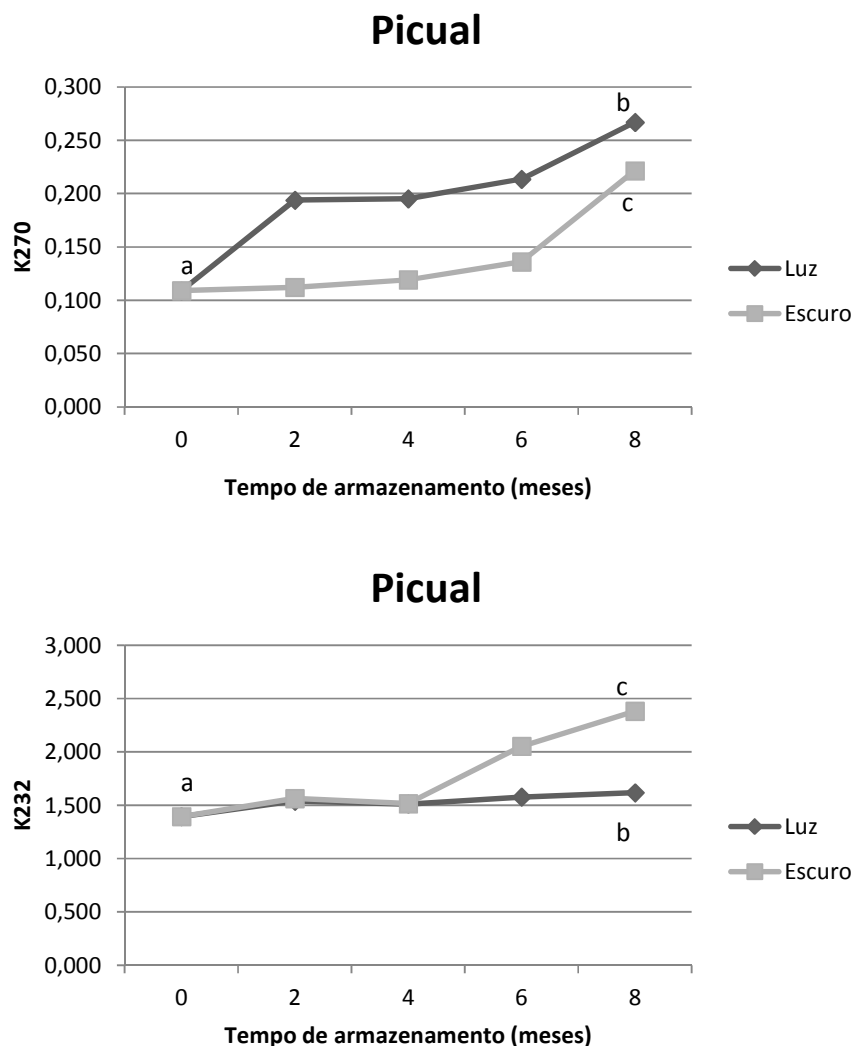 Picual
0,300
0,250
0,200
0,150
0,100
0,050
0,000
K270
a
b
c
0 2 4 6 8
Tempo de armazenamento (meses)
Luz
Escuro
Picual
3,000
2,500
2,000
1,500
1,000
0,500
0,000
K232
a
c
b
0 2 4 6 8
Tempo de armazenamento (meses)
Luz
Escuro